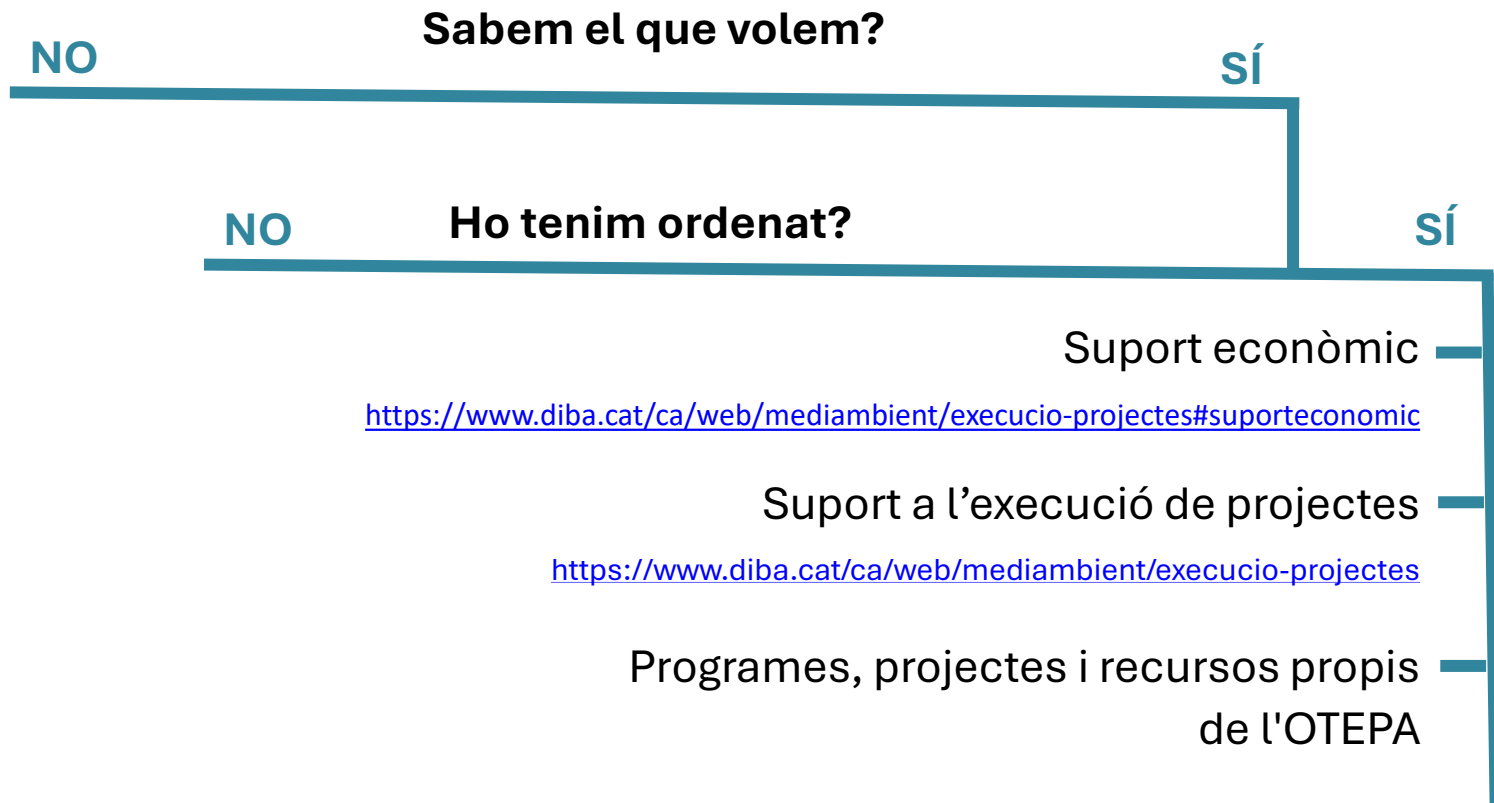 Sabem el que volem?
NO
SÍ
Ho tenim ordenat?
NO
SÍ
Suport econòmic
https://www.diba.cat/ca/web/mediambient/execucio-projectes#suporteconomic
Suport a l’execució de projectes
https://www.diba.cat/ca/web/mediambient/execucio-projectes
Programes, projectes i recursos propis
de l'OTEPA